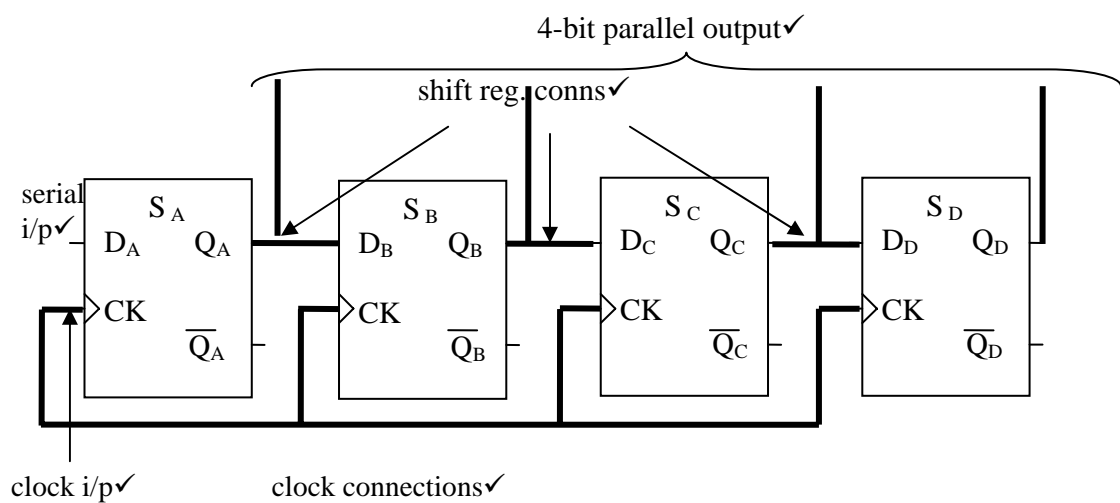 4-bit parallel output✓
shift reg. conns✓
serial
i/p✓
S A
S B
S C
S D
D_A Q_A
D_B Q_B
D_C Q_C
D_D Q_D
CK
CK
CK
CK
Q̅_A
Q̅_B
Q̅_C
Q̅_D
clock i/p✓
clock connections✓